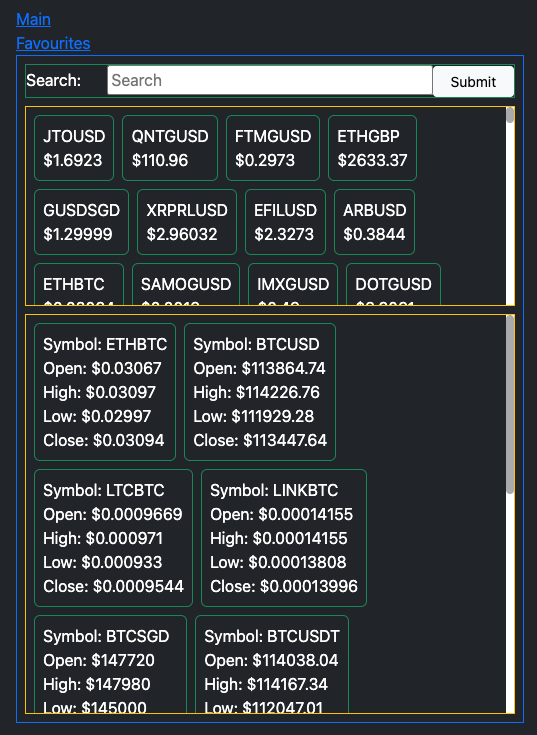 Main
Favourites
Search: Search Submit
JTOUSD QNTGUSD FTMGUSD ETHGBP
$1.6923 $110.96 $0.2973 $2633.37
GUSDSGD XRPRLUSD EFILUSD ARBUSD
$1.29999 $2.96032 $2.3273 $0.3844
ETHBTC SAMOGUSD IMXGUSD DOTGUSD
Symbol: ETHBTC Symbol: BTCUSD
Open: $0.03067 Open: $113864.74
High: $0.03097 High: $114226.76
Low: $0.02997 Low: $111929.28
Close: $0.03094 Close: $113447.64
Symbol: LTCBTC Symbol: LINKBTC
Open: $0.0009669 Open: $0.00014155
High: $0.000971 High: $0.00014155
Low: $0.000933 Low: $0.00013808
Close: $0.0009544 Close: $0.00013996
Symbol: BTCSGD Symbol: BTCUSDT
Open: $147720 Open: $114038.04
High: $147980 High: $114167.34
Low: $145000 Low: $112047.01